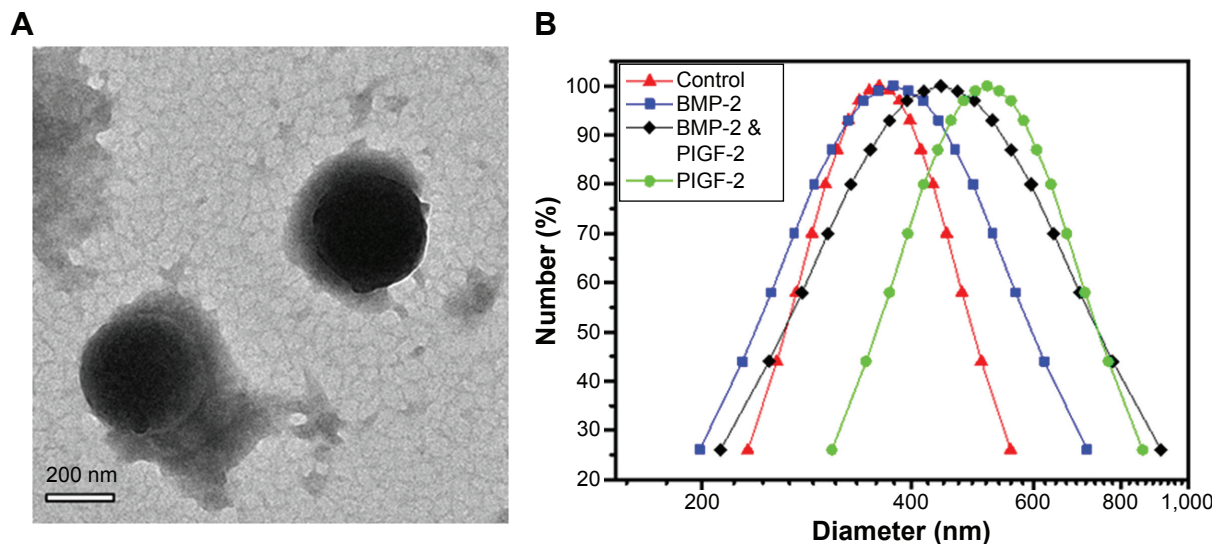 A
200 nm
B
Number (%)
100
90
80
70
60
50
40
30
20
Control
BMP-2
BMP-2 &
PIGF-2
PIGF-2
200
400
600
800
1,000
Diameter (nm)